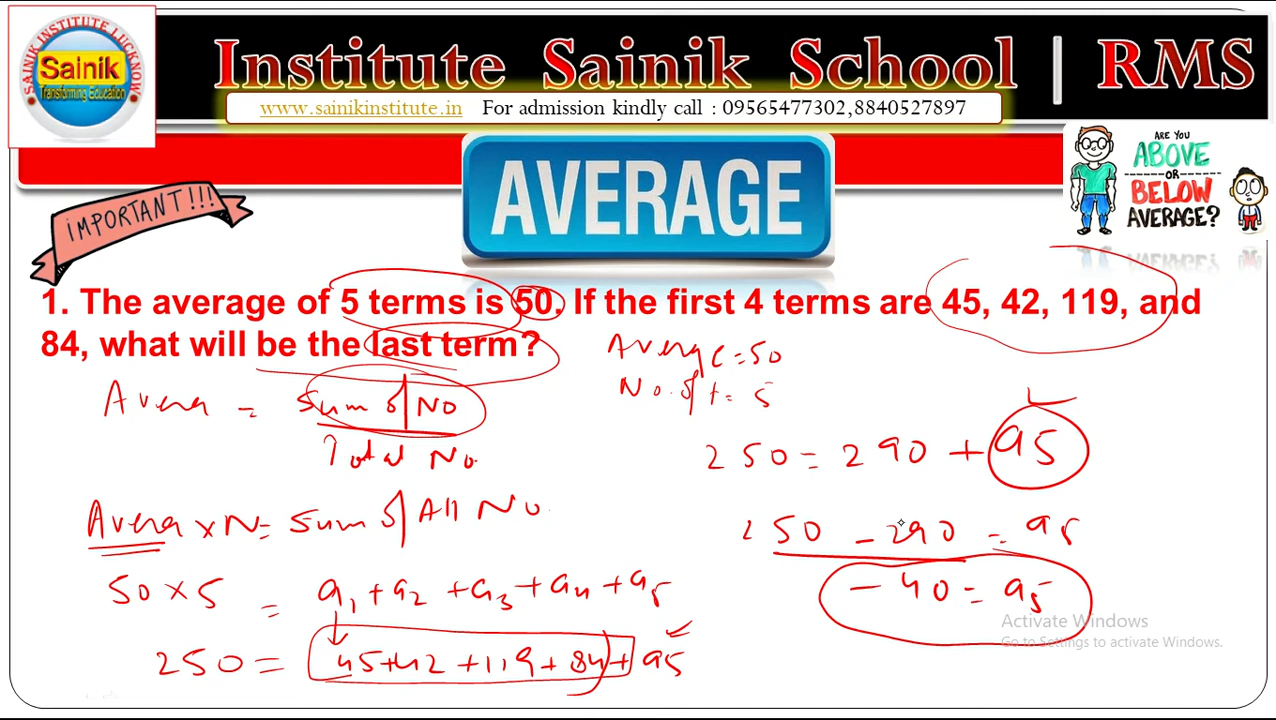 Institute Sainik School | RMS
SAINIK INSTITUTE LUCKNOW
Sainik
Transforming Education
www.sainikinstitute.in For admission kindly call : 09565477302,8840527897
AVERAGE
ARE YOU
ABOVE
OR
BELOW
AVERAGE?
IMPORTANT!!!
1. The average of 5 terms is 50. If the first 4 terms are 45, 42, 119, and
84, what will be the last term?
Average = 50
No. of t = 5
Avera = Sum of No
Total No.
250 = 290 + a5
Avera x N = Sum of All No.
250 - 290 = a5
50 x 5 = a1 + a2 + a3 + a4 + a5
- 40 = a5
250 = 45+42+119+84+ a5
Activate Windows
Go to Settings to activate Windows.